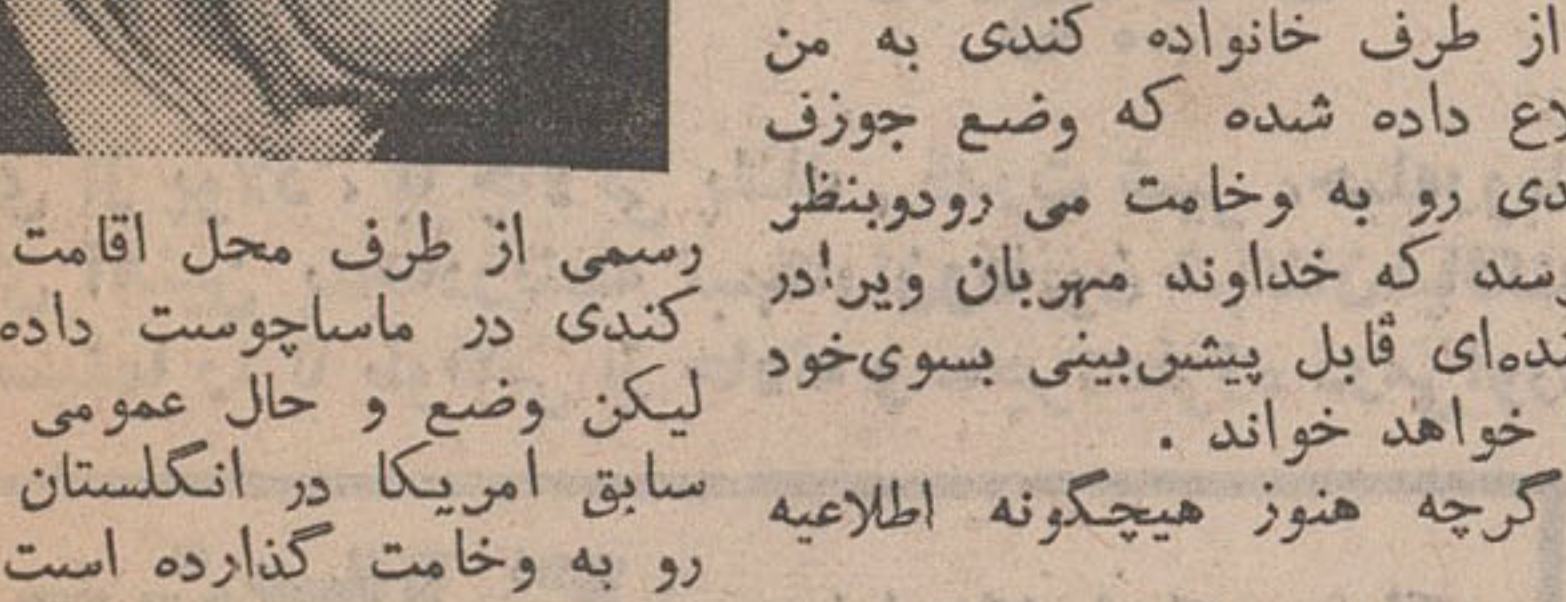 از طرف خانواده کندی به من
داده شده که وضع جوزف
رو به وخامت می رودوبنظر
که خداوند مهربان ویرا در
قابل پیش‌بینی بسوی‌خود
خواهد خواند .
گرچه هنوز هیچگونه اطلاعیه
رسمی از طرف محل اقامت
کندی در ماساچوست داده
لیکن وضع و حال عمومی
سابق امریکا در انگلستان
رو به وخامت گذارده است